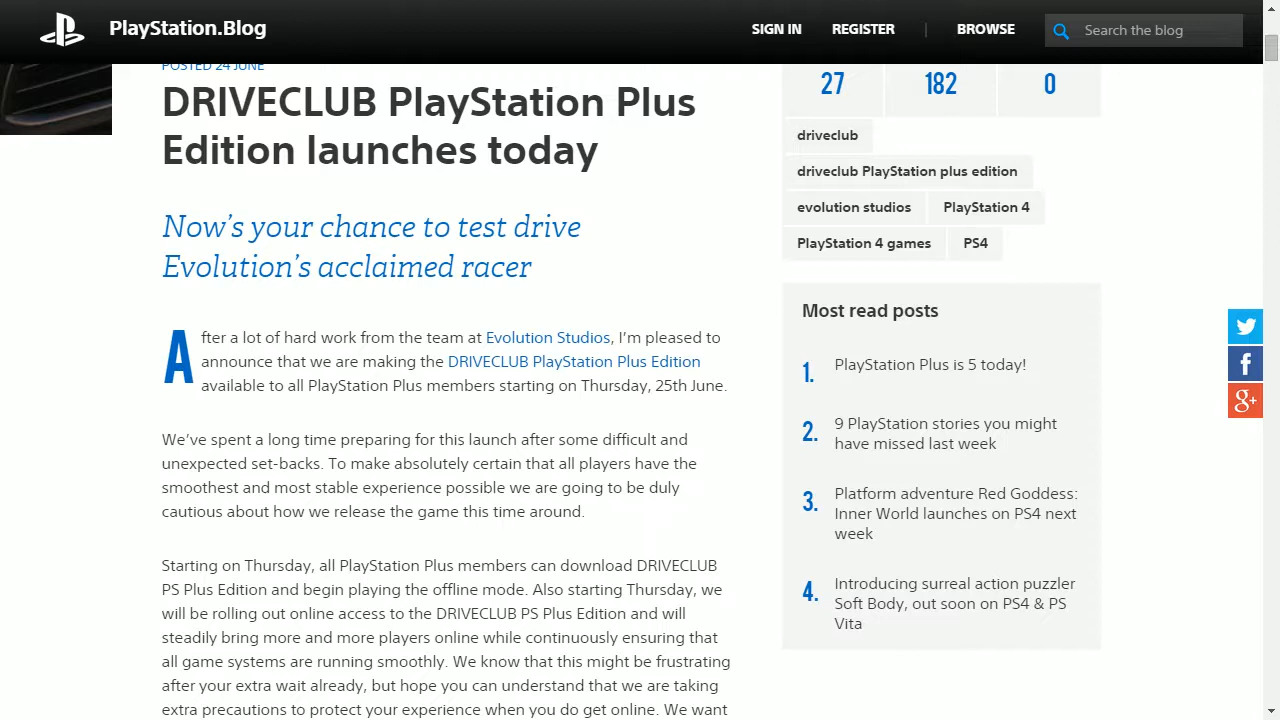 PlayStation.Blog
SIGN IN
REGISTER
BROWSE
Search the blog
POSTED 24 JUNE
DRIVECLUB PlayStation Plus
Edition launches today
Now's your chance to test drive
Evolution's acclaimed racer
After a lot of hard work from the team at Evolution Studios, I'm pleased to
announce that we are making the DRIVECLUB PlayStation Plus Edition
available to all PlayStation Plus members starting on Thursday, 25th June.
We've spent a long time preparing for this launch after some difficult and
unexpected set-backs. To make absolutely certain that all players have the
smoothest and most stable experience possible we are going to be duly
cautious about how we release the game this time around.
Starting on Thursday, all PlayStation Plus members can download DRIVECLUB
PS Plus Edition and begin playing the offline mode. Also starting Thursday, we
will be rolling out online access to the DRIVECLUB PS Plus Edition and will
steadily bring more and more players online while continuously ensuring that
all game systems are running smoothly. We know that this might be frustrating
after your extra wait already, but hope you can understand that we are taking
extra precautions to protect your experience when you do get online. We want
27
182
0
driveclub
driveclub PlayStation plus edition
evolution studios
PlayStation 4
PlayStation 4 games
PS4
Most read posts
1. PlayStation Plus is 5 today!
2. 9 PlayStation stories you might
have missed last week
3. Platform adventure Red Goddess:
Inner World launches on PS4 next
week
4. Introducing surreal action puzzler
Soft Body, out soon on PS4 & PS
Vita
f
g+